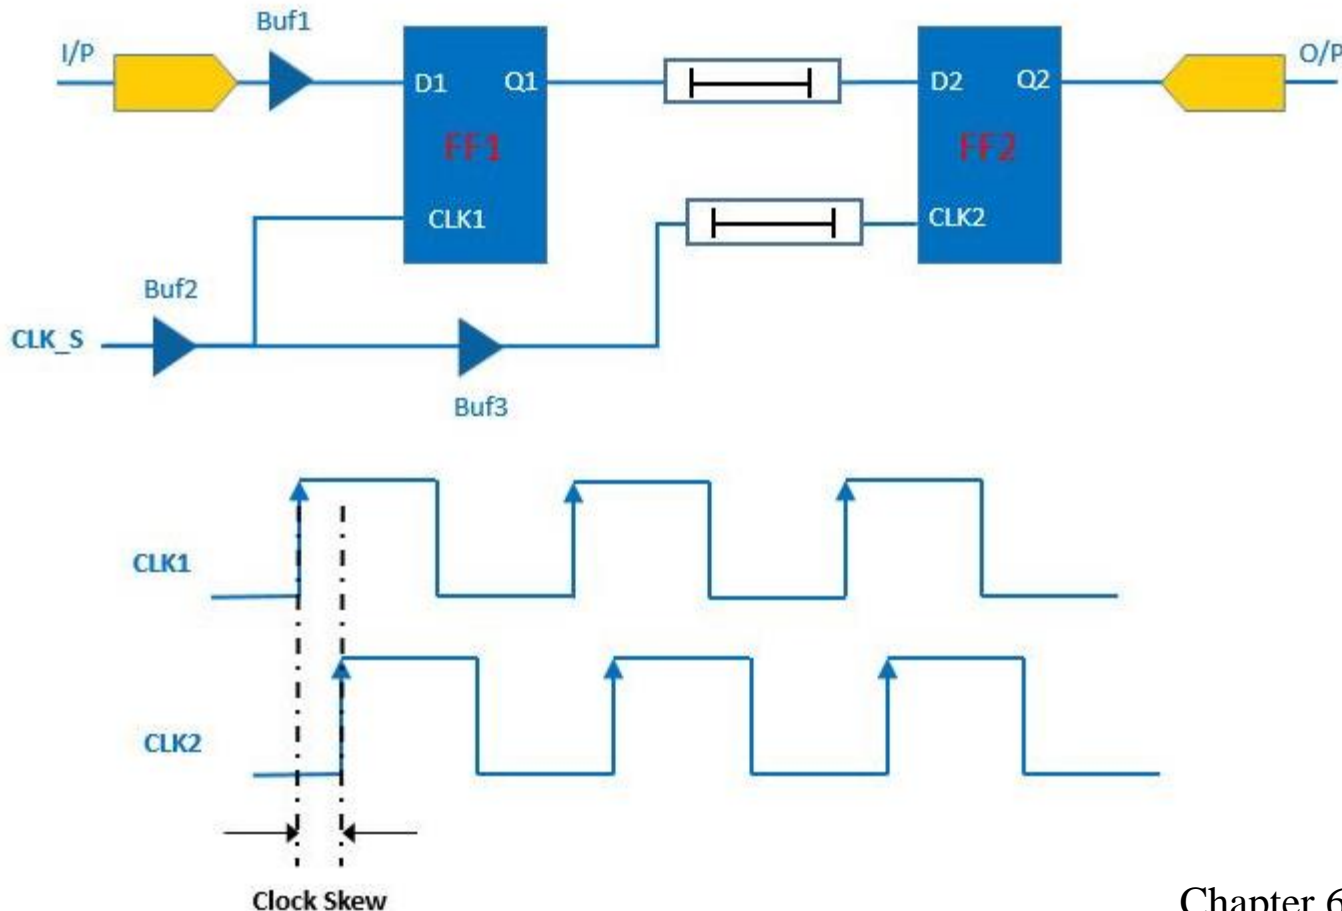 Buf1
I/P
O/P
D1
Q1
D2
Q2
FF1
FF2
CLK1
CLK2
Buf2
CLK_S
Buf3
CLK1
CLK2
Clock Skew
Chapter 6